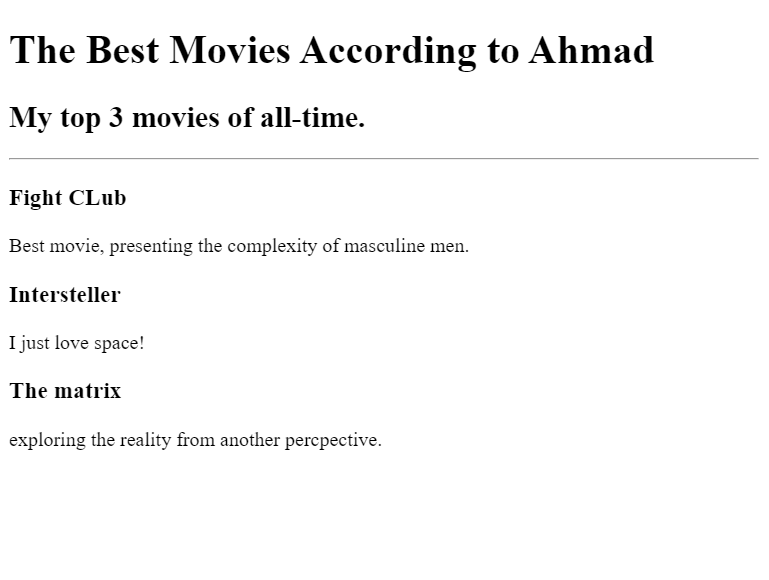 The Best Movies According to Ahmad
My top 3 movies of all-time.
Fight CLub
Best movie, presenting the complexity of masculine men.
Intersteller
I just love space!
The matrix
exploring the reality from another percpective.